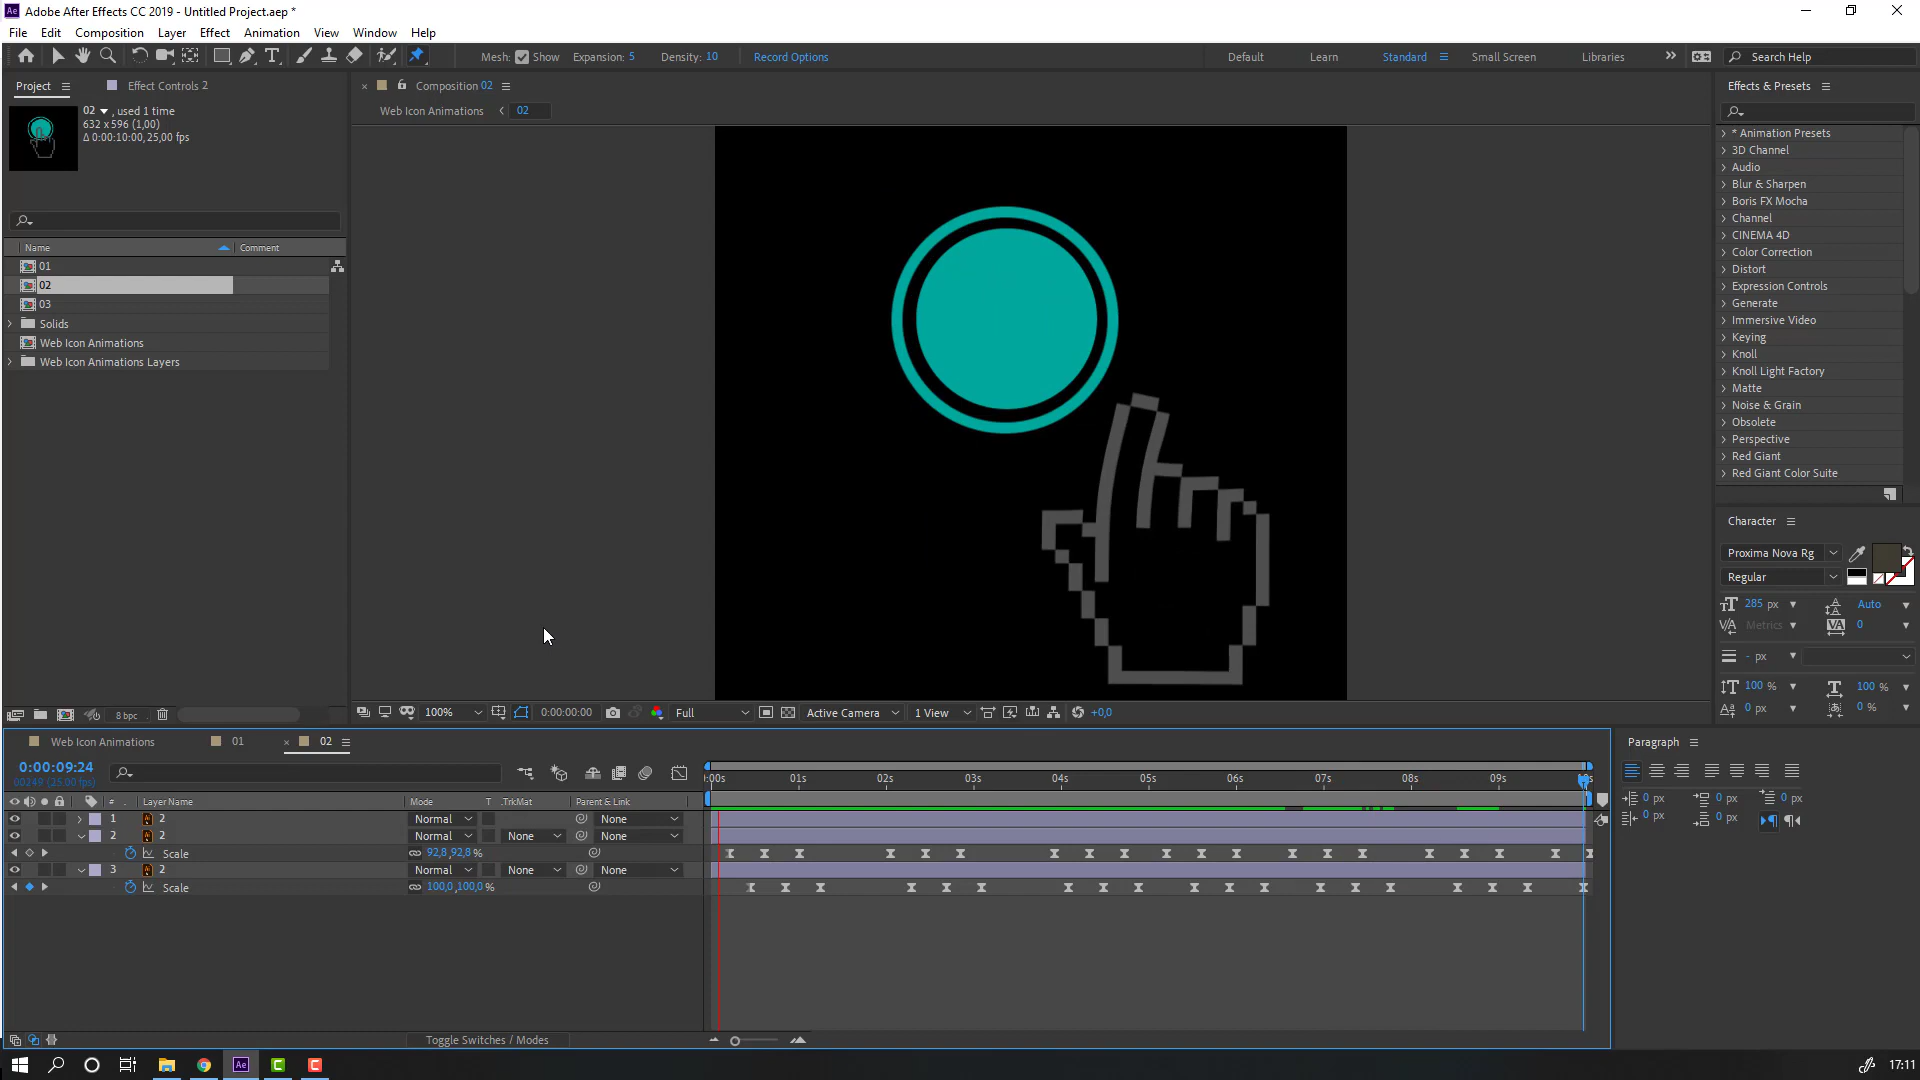 Adobe After Effects CC 2019 - Untitled Project.aep *
File Edit Composition Layer Effect Animation View Window Help
Mesh: Show Expansion: 5 Density: 10 Record Options Default Learn Standard Small Screen Libraries Search Help
Project Effect Controls 2
02 , used 1 time
632 x 596 (1,00)
Δ 0:00:10:00, 25,00 fps
Name Comment
01
02
03
Solids
Web Icon Animations
Web Icon Animations Layers
8 bpc
Composition 02
Web Icon Animations 02
100% 0:00:00:00 Full Active Camera 1 View +0,0
Effects & Presets
* Animation Presets
3D Channel
Audio
Blur & Sharpen
Boris FX Mocha
Channel
CINEMA 4D
Color Correction
Distort
Expression Controls
Generate
Immersive Video
Keying
Knoll
Knoll Light Factory
Matte
Noise & Grain
Obsolete
Perspective
Red Giant
Red Giant Color Suite
Character
Proxima Nova Rg
Regular
285 px Auto
Metrics 0
- px
100 % 100 %
0 px 0 %
Web Icon Animations 01 02
0:00:09:24
00249 (25.00 fps)
# Layer Name Mode T .TrkMat Parent & Link
:00s 01s 02s 03s 04s 05s 06s 07s 08s 09s
1 2 Normal None
2 2 Normal None None
Scale 92,8,92,8 %
3 2 Normal None None
Scale 100,0,100,0 %
Toggle Switches / Modes
Paragraph
0 px 0 px 0 px
0 px 0 px
17:11